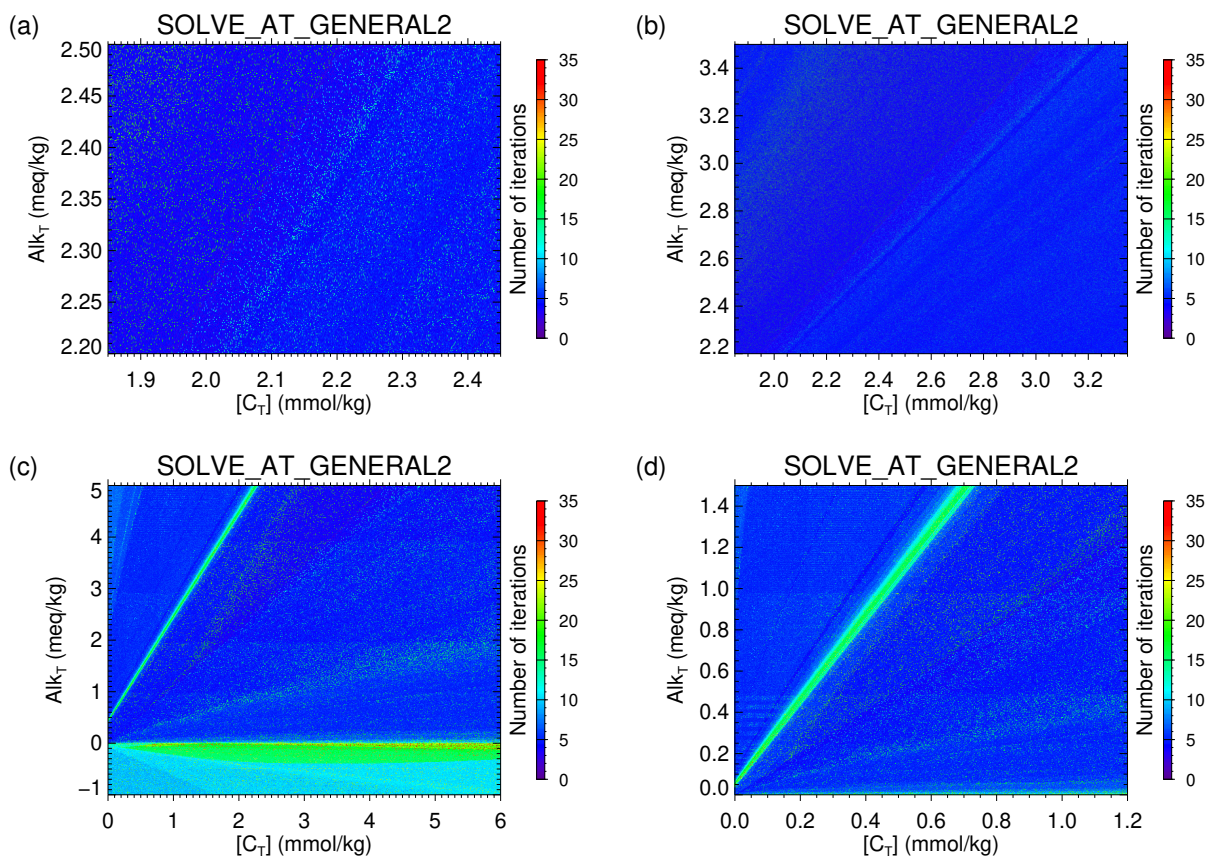 (a)
SOLVE_AT_GENERAL2
Alk_T (meq/kg)
2.50
2.45
2.40
2.35
2.30
2.25
2.20
1.9 2.0 2.1 2.2 2.3 2.4
[C_T] (mmol/kg)
Number of iterations
35
30
25
20
15
10
5
0
(b)
SOLVE_AT_GENERAL2
Alk_T (meq/kg)
3.4
3.2
3.0
2.8
2.6
2.4
2.2
2.0 2.2 2.4 2.6 2.8 3.0 3.2
[C_T] (mmol/kg)
Number of iterations
35
30
25
20
15
10
5
0
(c)
SOLVE_AT_GENERAL2
Alk_T (meq/kg)
5
4
3
2
1
0
−1
0 1 2 3 4 5 6
[C_T] (mmol/kg)
Number of iterations
35
30
25
20
15
10
5
0
(d)
SOLVE_AT_GENERAL2
Alk_T (meq/kg)
1.4
1.2
1.0
0.8
0.6
0.4
0.2
0.0
0.0 0.2 0.4 0.6 0.8 1.0 1.2
[C_T] (mmol/kg)
Number of iterations
35
30
25
20
15
10
5
0